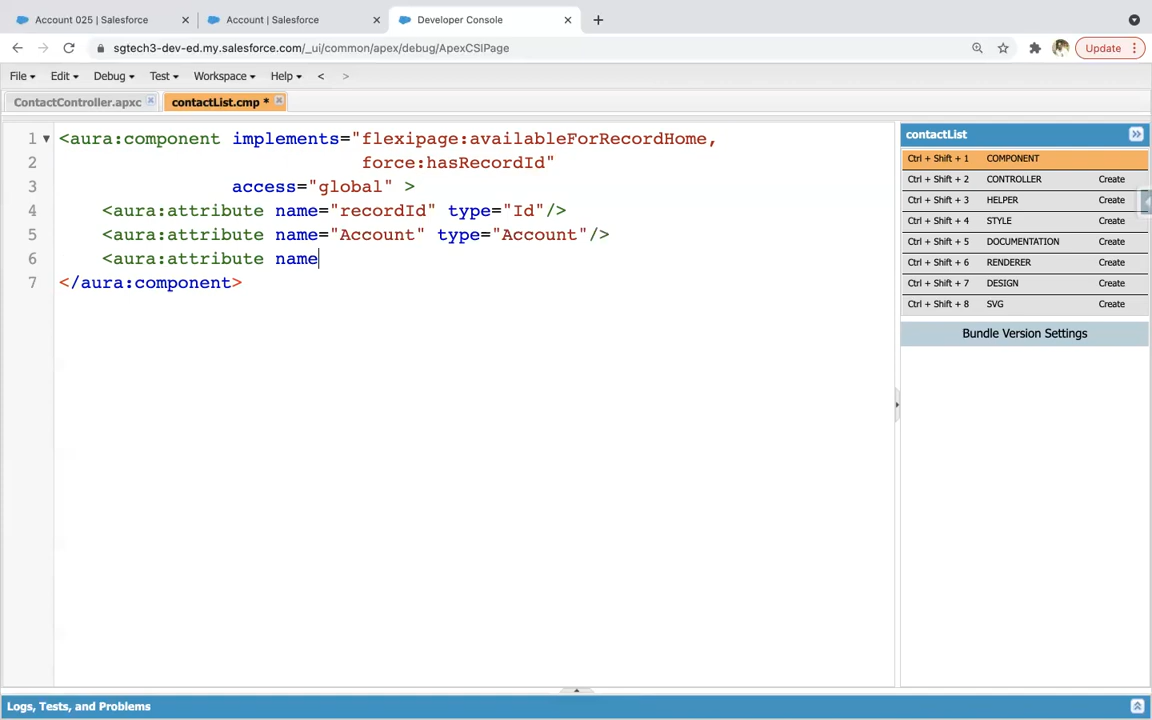 Account 025 | Salesforce
Account | Salesforce
Developer Console
sgtech3-dev-ed.my.salesforce.com/_ui/common/apex/debug/ApexCSIPage
Update
File Edit Debug Test Workspace Help < >
ContactController.apxc contactList.cmp *
1 <aura:component implements="flexipage:availableForRecordHome,
2 force:hasRecordId"
3 access="global" >
4 <aura:attribute name="recordId" type="Id"/>
5 <aura:attribute name="Account" type="Account"/>
6 <aura:attribute name
7 </aura:component>
contactList
Ctrl + Shift + 1 COMPONENT
Ctrl + Shift + 2 CONTROLLER Create
Ctrl + Shift + 3 HELPER Create
Ctrl + Shift + 4 STYLE Create
Ctrl + Shift + 5 DOCUMENTATION Create
Ctrl + Shift + 6 RENDERER Create
Ctrl + Shift + 7 DESIGN Create
Ctrl + Shift + 8 SVG Create
Bundle Version Settings
Logs, Tests, and Problems